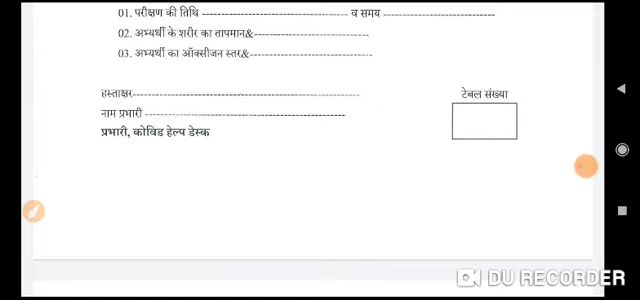 01. परीक्षण की तिथि ------------------------------------------- व समय ---------------------------------
02. अभ्यर्थी के शरीर का तापमान&----------------------------------
03. अभ्यर्थी का ऑक्सीजन स्तर&------------------------------------
हस्ताक्षर-------------------------------------------------------------------
टेबल संख्या
नाम प्रभारी -----------------------------------------------------------
प्रभारी, कोविड हेल्प डेस्क
DU RECORDER